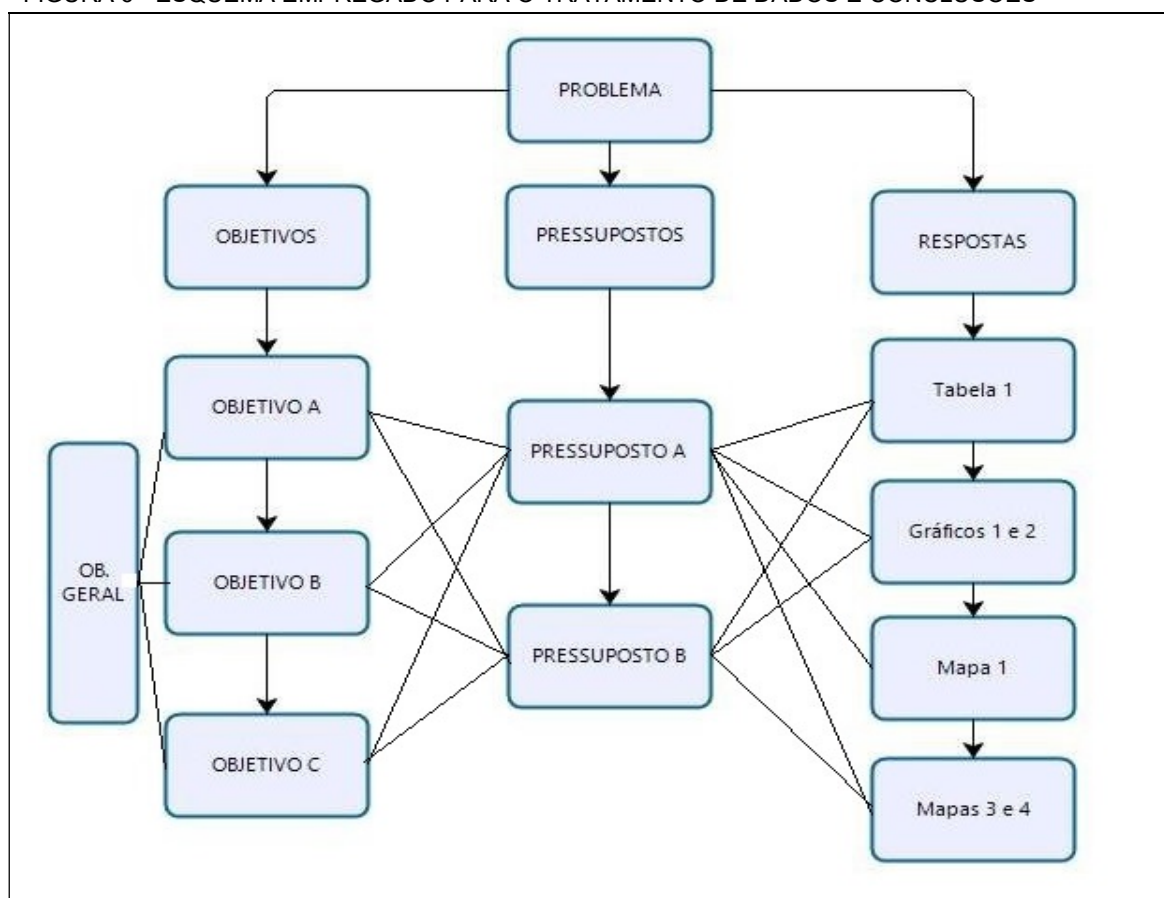 PROBLEMA
OBJETIVOS
PRESSUPOSTOS
RESPOSTAS
OBJETIVO A
PRESSUPOSTO A
Tabela 1
OB.
GERAL
OBJETIVO B
Gráficos 1 e 2
PRESSUPOSTO B
Mapa 1
OBJETIVO C
Mapas 3 e 4